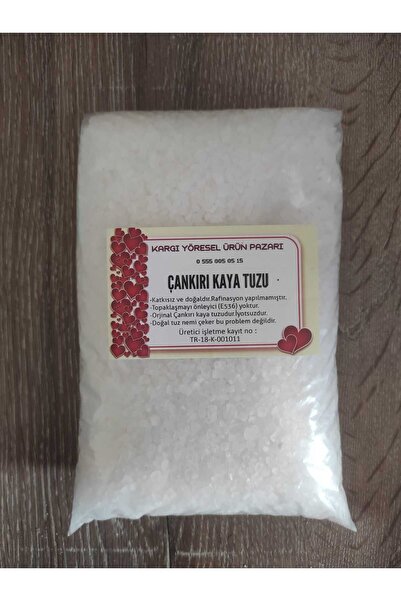 KARGI YÖRESEL ÜRÜN PAZARI
0 555 005 05 15
ÇANKIRI KAYA TUZU
-Katkısız ve doğaldır.Rafinasyon yapılmamıştır.
-Topaklaşmayı önleyici (E536) yoktur.
-Orjinal Çankırı kaya tuzudur.İyotsuzdur.
-Doğal tuz nemi çeker bu problem değildir.
Üretici işletme kayıt no :
TR-18-K-001011